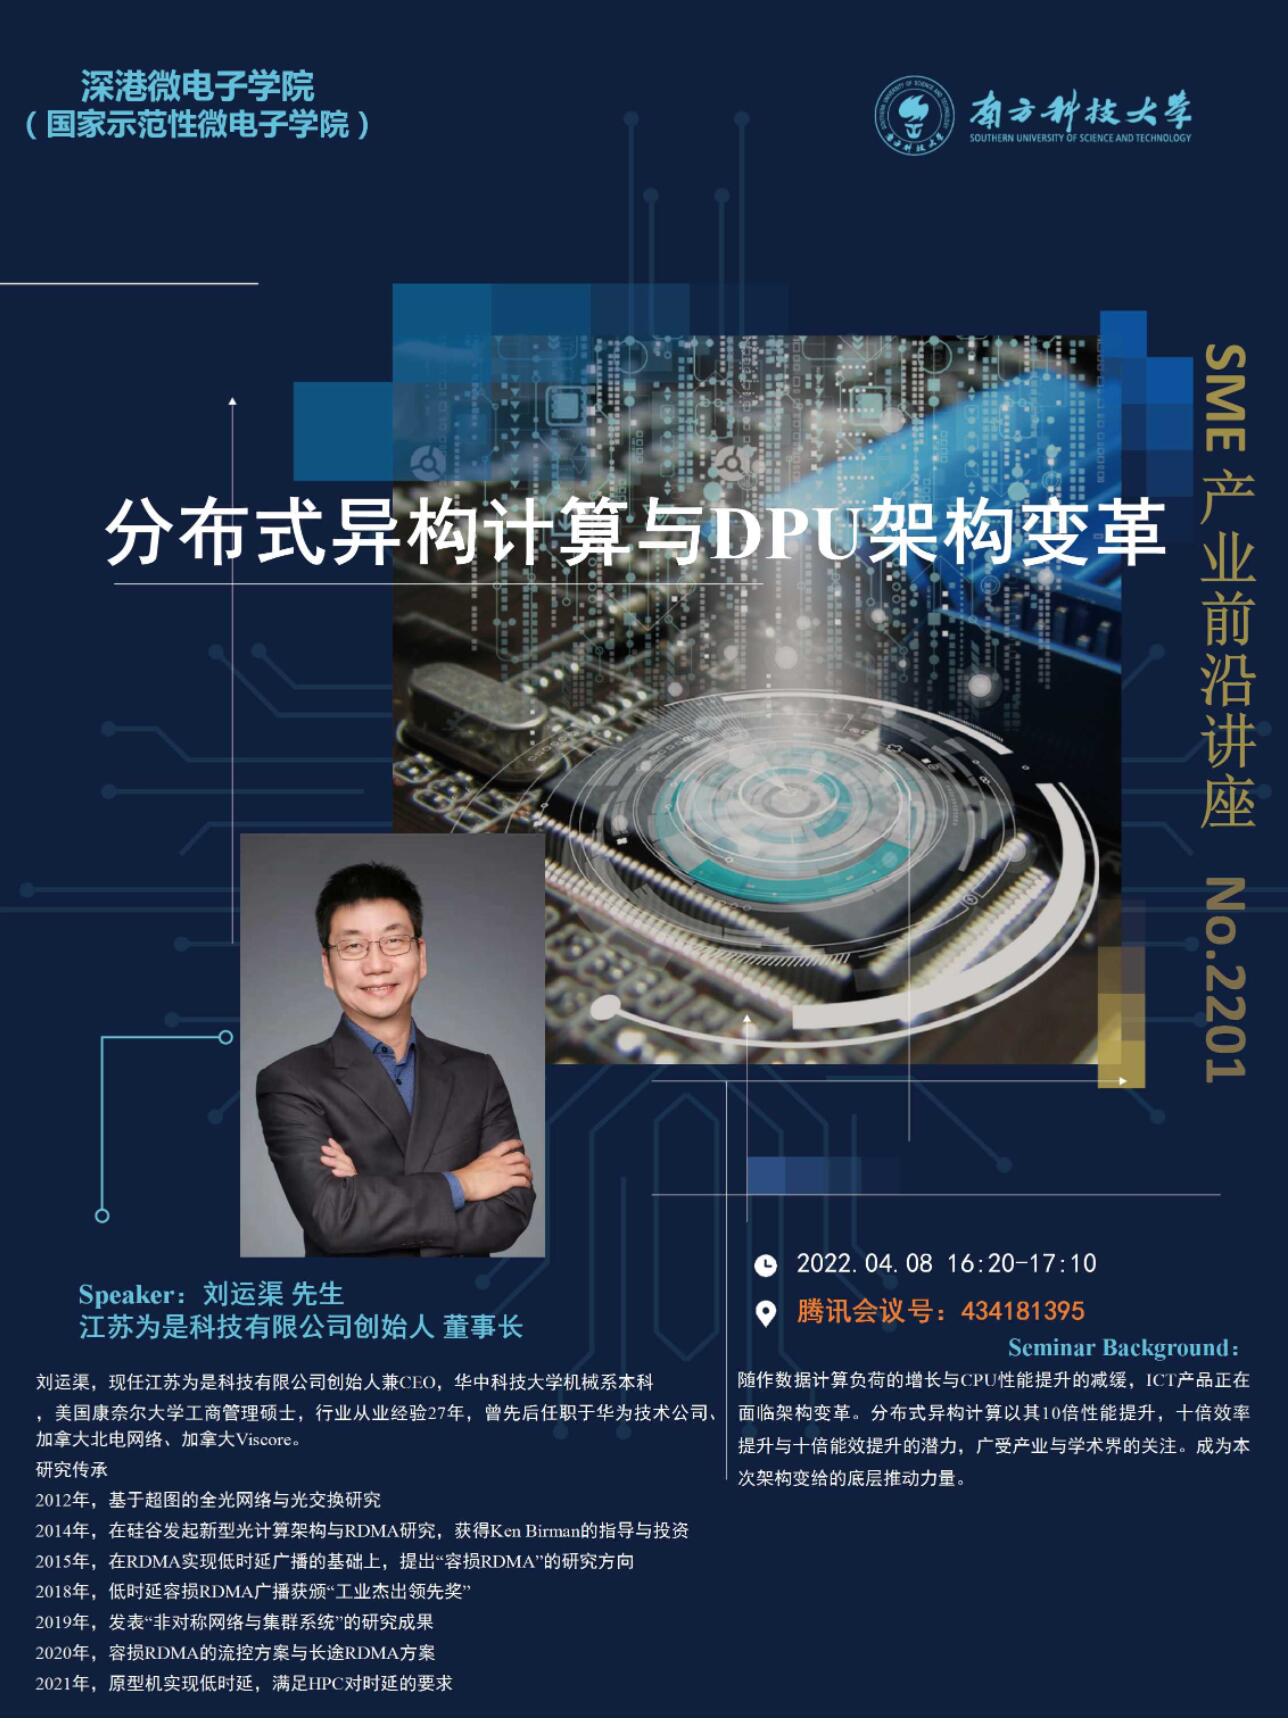 深港微电子学院
（国家示范性微电子学院）
南方科技大学
SOUTHERN UNIVERSITY OF SCIENCE AND TECHNOLOGY
分布式异构计算与DPU架构变革
SME 产业前沿讲座 No.2201
Speaker：刘运渠 先生
江苏为是科技有限公司创始人 董事长
刘运渠，现任江苏为是科技有限公司创始人兼CEO，华中科技大学机械系本科
，美国康奈尔大学工商管理硕士，行业从业经验27年，曾先后任职于华为技术公司、
加拿大北电网络、加拿大Viscore。
研究传承
2012年，基于超图的全光网络与光交换研究
2014年，在硅谷发起新型光计算架构与RDMA研究，获得Ken Birman的指导与投资
2015年，在RDMA实现低时延广播的基础上，提出“容损RDMA”的研究方向
2018年，低时延容损RDMA广播获颁“工业杰出领先奖”
2019年，发表“非对称网络与集群系统”的研究成果
2020年，容损RDMA的流控方案与长途RDMA方案
2021年，原型机实现低时延，满足HPC对时延的要求
2022.04.08 16:20-17:10
腾讯会议号：434181395
Seminar Background：
随作数据计算负荷的增长与CPU性能提升的减缓，ICT产品正在
面临架构变革。分布式异构计算以其10倍性能提升，十倍效率
提升与十倍能效提升的潜力，广受产业与学术界的关注。成为本
次架构变给的底层推动力量。